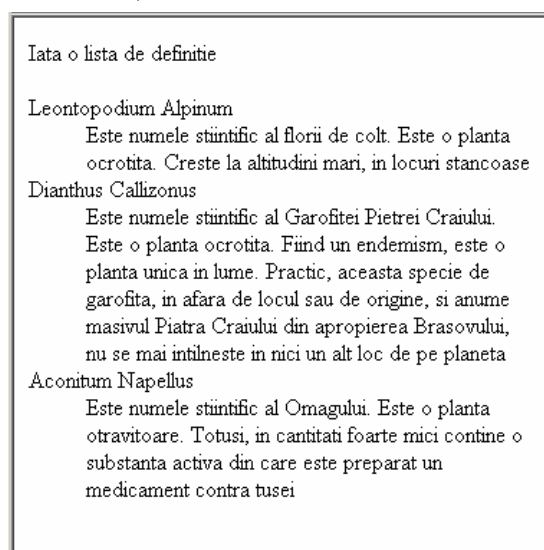 Iata o lista de definitie
Leontopodium Alpinum
Este numele stiintific al florii de colt. Este o planta
ocrotita. Creste la altitudini mari, in locuri stancoase
Dianthus Callizonus
Este numele stiintific al Garofitei Pietrei Craiului.
Este o planta ocrotita. Fiind un endemism, este o
planta unica in lume. Practic, aceasta specie de
garofita, in afara de locul sau de origine, si anume
masivul Piatra Craiului din apropierea Brasovului,
nu se mai intilneste in nici un alt loc de pe planeta
Aconitum Napellus
Este numele stiintific al Omagului. Este o planta
otravitoare. Totusi, in cantitati foarte mici contine o
substanta activa din care este preparat un
medicament contra tusei